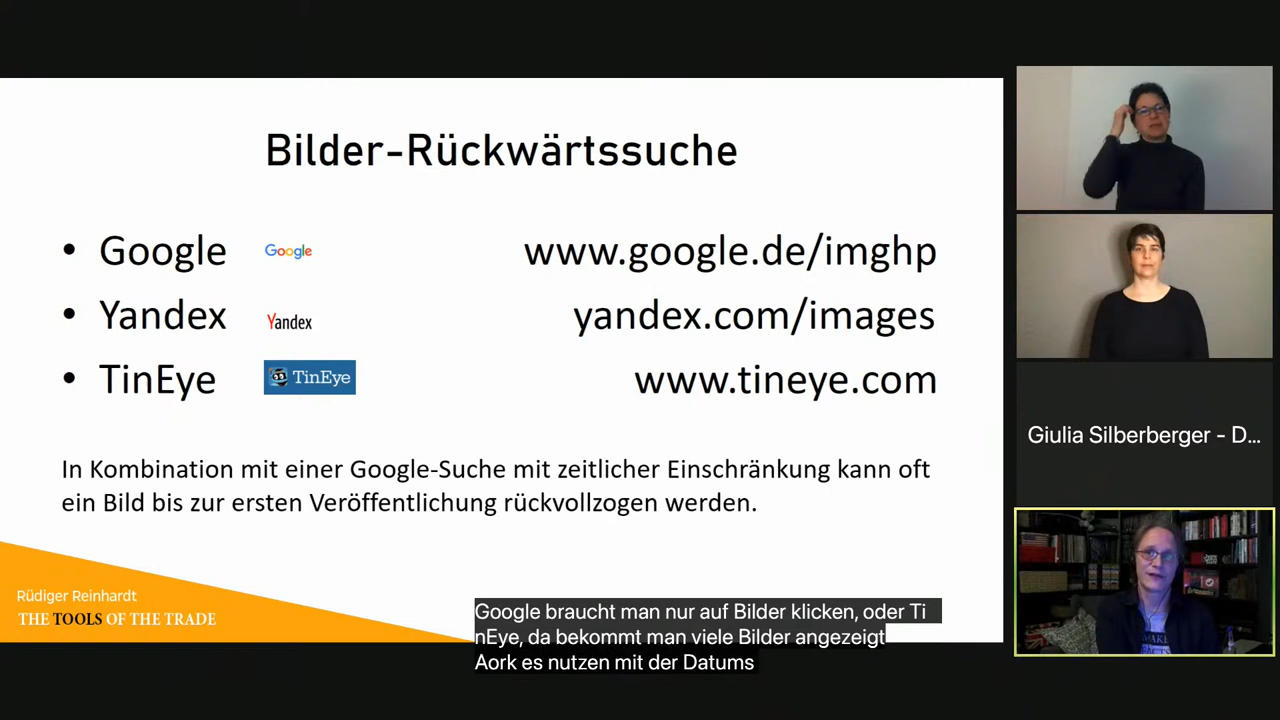 Bilder-Rückwärtssuche
• Google Google www.google.de/imghp
• Yandex Yandex yandex.com/images
• TinEye TinEye www.tineye.com
In Kombination mit einer Google-Suche mit zeitlicher Einschränkung kann oft
ein Bild bis zur ersten Veröffentlichung rückvollzogen werden.
Rüdiger Reinhardt
THE TOOLS OF THE TRADE
Google braucht man nur auf Bilder klicken, oder Ti
nEye, da bekommt man viele Bilder angezeigt
Aork es nutzen mit der Datums
Giulia Silberberger - D...